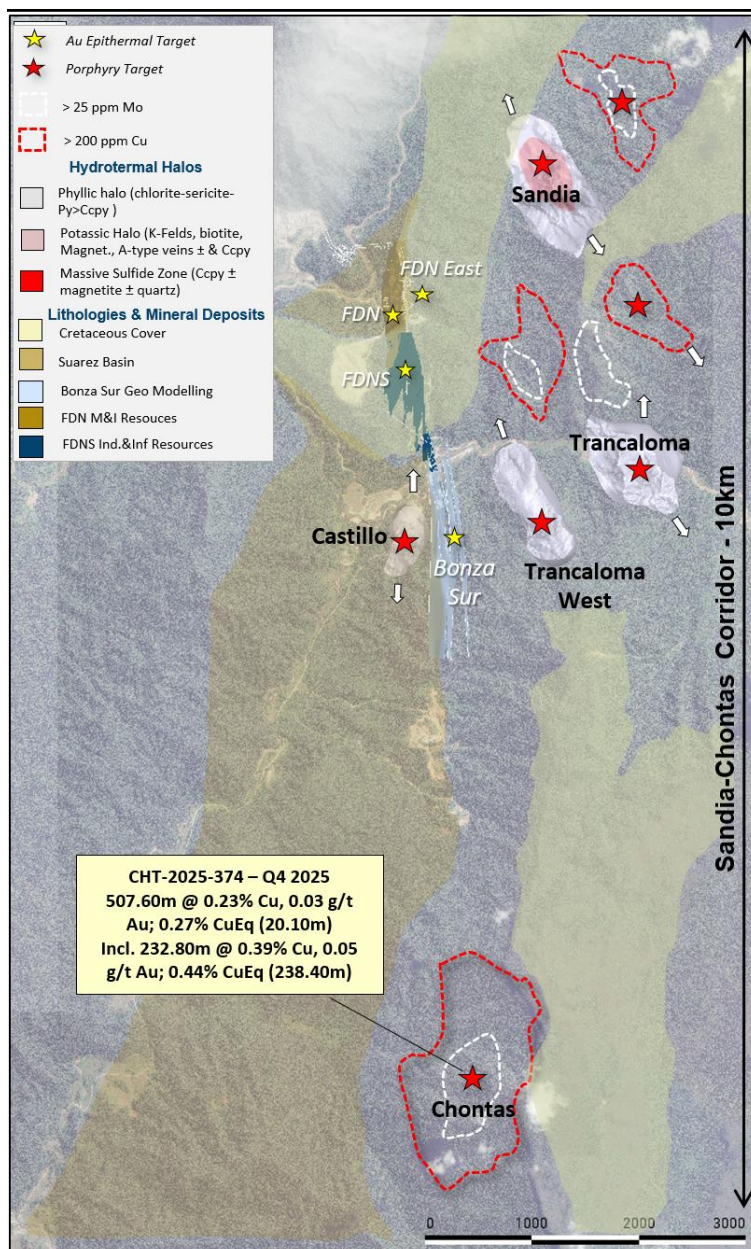 Au Epithermal Target
Porphyry Target
> 25 ppm Mo
> 200 ppm Cu
Hydrotermal Halos
Phyllic halo (chlorite-sericite-
Py>Ccpy )
Potassic Halo (K-Felds, biotite,
Magnet., A-type veins ± & Ccpy
Massive Sulfide Zone (Ccpy ±
magnetite ± quartz)
Lithologies & Mineral Deposits
Cretaceous Cover
Suarez Basin
Bonza Sur Geo Modelling
FDN M&I Resouces
FDNS Ind.&Inf Resources
Sandia
FDN East
FDN
FDNS
Trancaloma
Castillo
Bonza
Sur
Trancaloma
West
Sandia-Chontas Corridor - 10km
CHT-2025-374 – Q4 2025
507.60m @ 0.23% Cu, 0.03 g/t
Au; 0.27% CuEq (20.10m)
Incl. 232.80m @ 0.39% Cu, 0.05
g/t Au; 0.44% CuEq (238.40m)
Chontas
0 1000 2000 3000